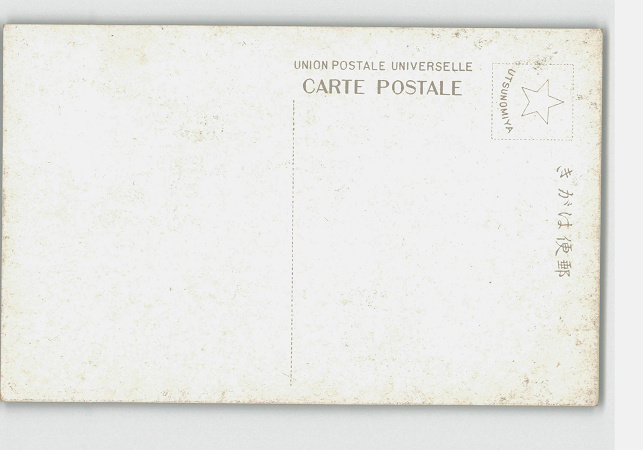 UNION POSTALE UNIVERSELLE
CARTE POSTALE
UTSUNOMIYA
きがは便郵